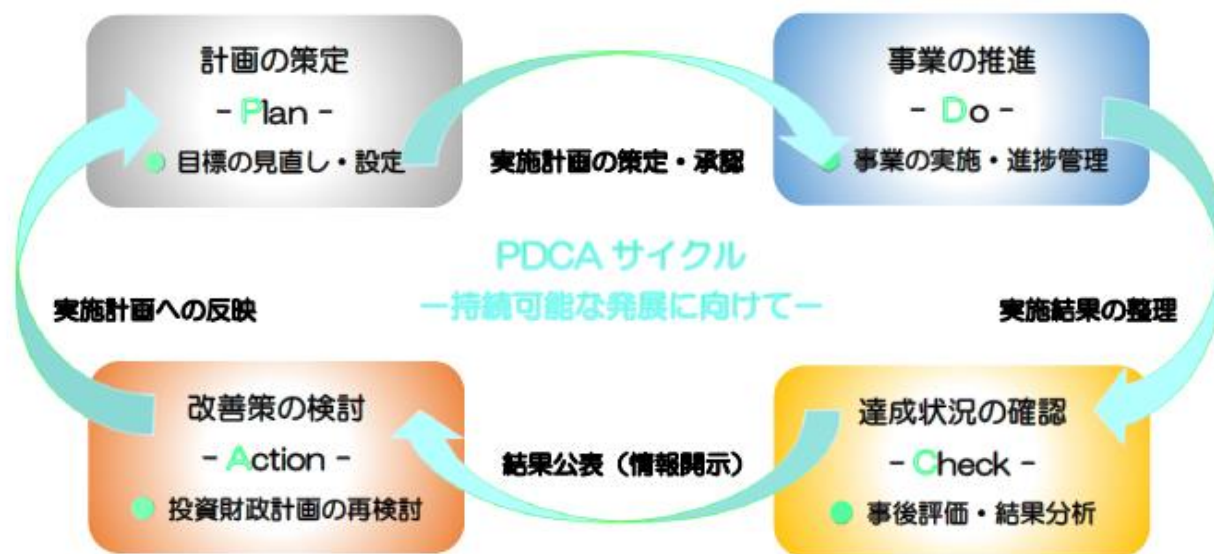 計画の策定
- Plan -
● 目標の見直し・設定
実施計画の策定・承認
事業の推進
- Do -
● 事業の実施・進捗管理
PDCA サイクル
ー持続可能な発展に向けてー
実施計画への反映
実施結果の整理
改善策の検討
- Action -
● 投資財政計画の再検討
結果公表（情報開示）
達成状況の確認
- Check -
● 事後評価・結果分析